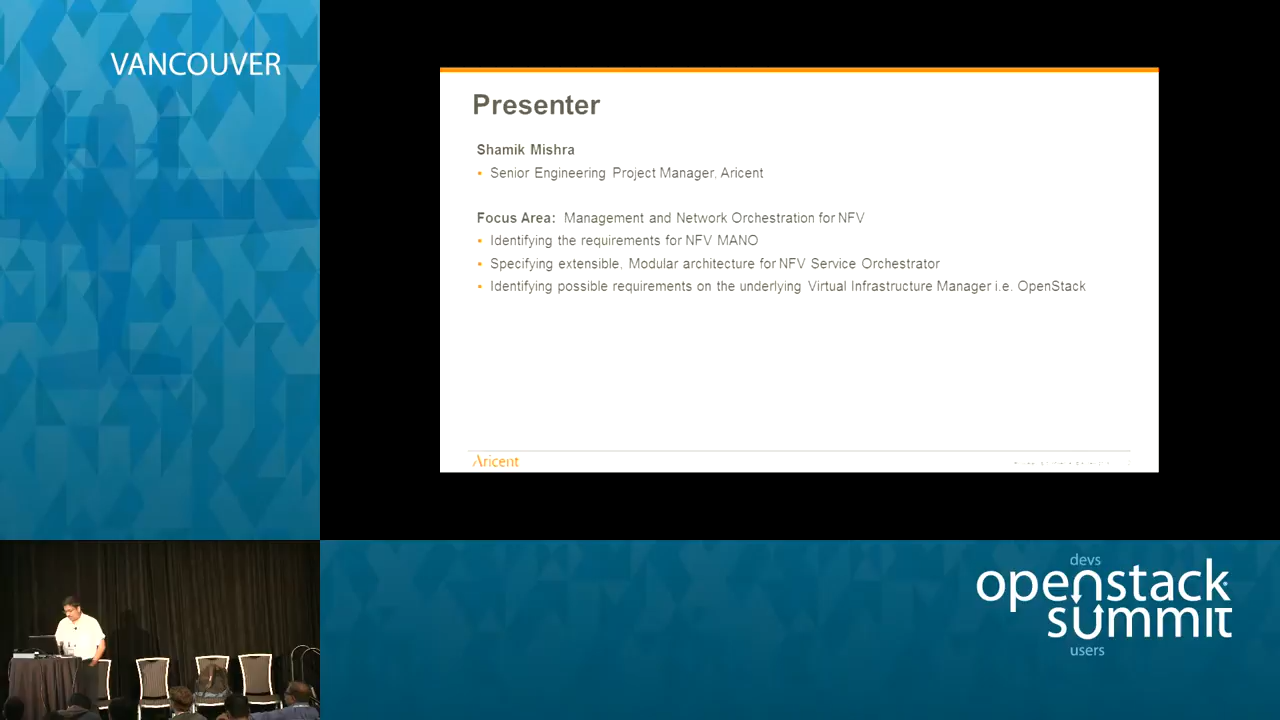 VANCOUVER
Presenter
Shamik Mishra
Senior Engineering Project Manager, Aricent
Focus Area: Management and Network Orchestration for NFV
Identifying the requirements for NFV MANO
Specifying extensible, Modular architecture for NFV Service Orchestrator
Identifying possible requirements on the underlying Virtual Infrastructure Manager i.e. OpenStack
Aricent
devs
openstack
summit
users